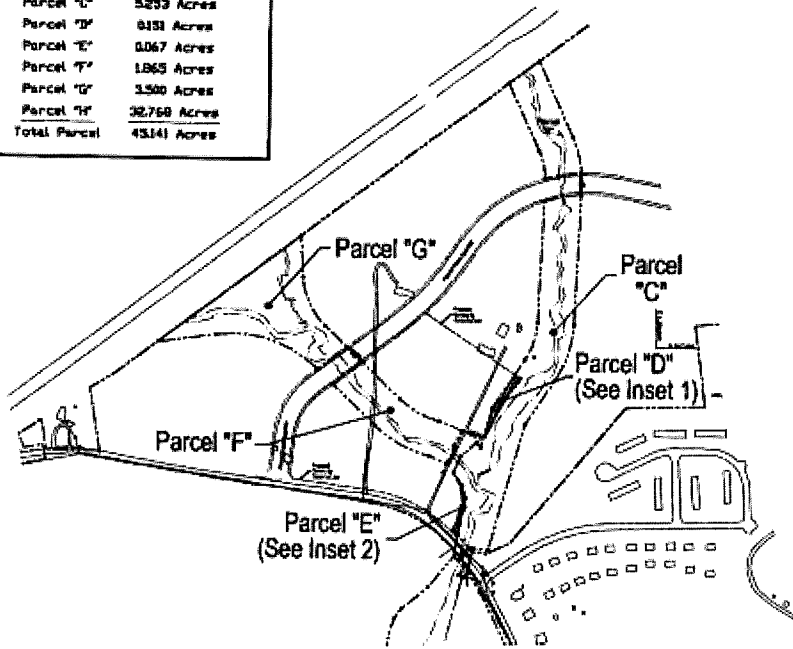 Parcel "C" 5.253 Acres
Parcel "D" 0.151 Acres
Parcel "E" 0.067 Acres
Parcel "F" 1.865 Acres
Parcel "G" 3.500 Acres
Parcel "H" 32.760 Acres
Total Parcel 45.141 Acres
Parcel "G"
Parcel
"C"
Parcel "D"
(See Inset 1)
Parcel "F"
Parcel "E"
(See Inset 2)